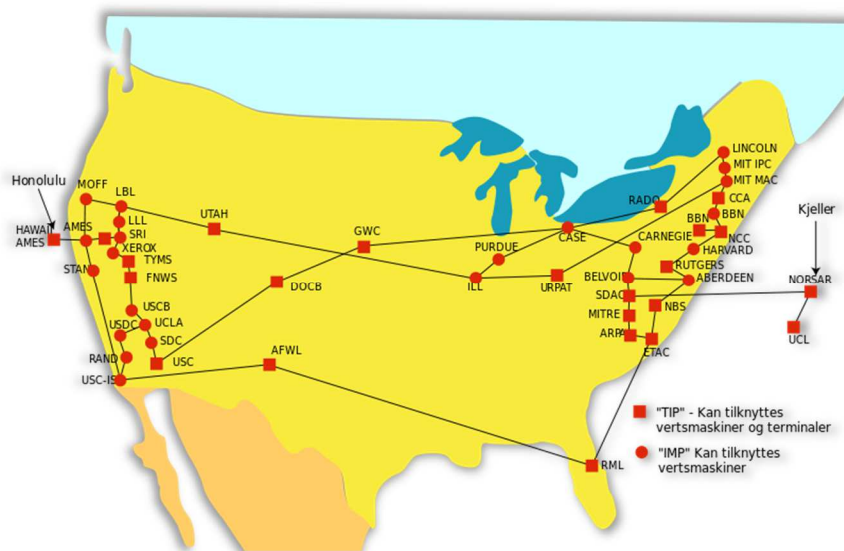 LINCOLN
MIT IPC
MIT MAC
Honolulu
MOFF
LBL
RADC
CCA
LLL
UTAH
BBN
BBN
Kjeller
HAWAII
AMES
AMES
SRI
GWC
CASE
CARNEGIE
NCC
XEROX
PURDUE
HARVARD
TYMS
STAN
FNWS
DOCB
ILL
URPAT
BELVOIR
RUTGERS
ABERDEEN
NORSAR
SDAC
USCB
NBS
USDC
UCLA
MITRE
SDC
ARPA
UCL
RAND
USC
AFWL
ETAC
USC-IS
"TIP" - Kan tilknyttes
vertsmaskiner og terminaler
"IMP" Kan tilknyttes
vertsmaskiner
RML